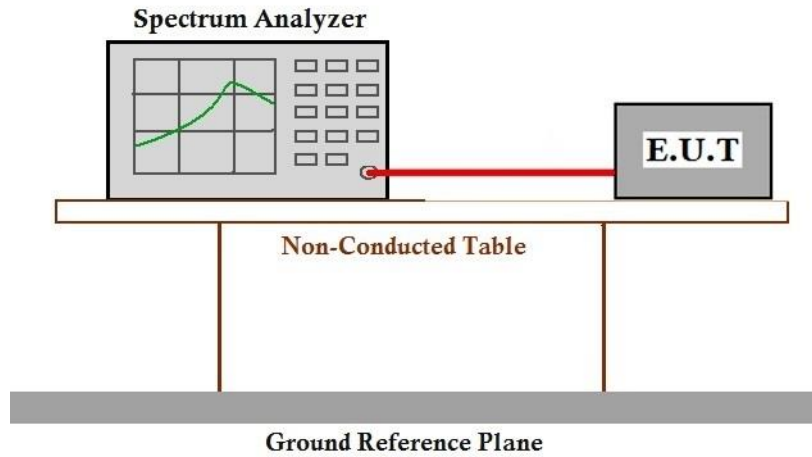 Spectrum Analyzer
E.U.T
Non-Conducted Table
Ground Reference Plane